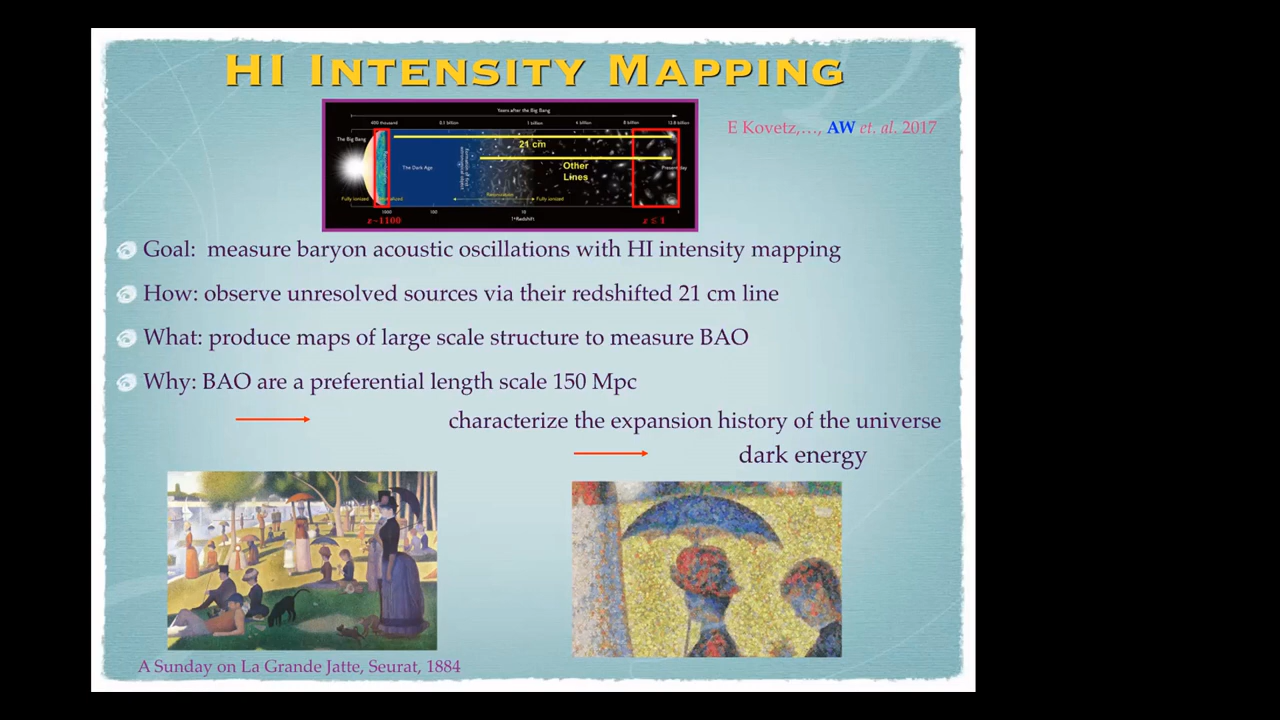 HI Intensity Mapping
Years after the Big Bang
400 thousand 0.1 billion 1 billion 4 billion 8 billion 13.8 billion
The Big Bang
21 cm
The Dark Age
Other
Lines
Present day
Fully ionized
Fully ionized
1000 100 10 1
1+Redshift
z~1100
z ≲ 1
E Kovetz,…, AW et. al. 2017
Goal: measure baryon acoustic oscillations with HI intensity mapping
How: observe unresolved sources via their redshifted 21 cm line
What: produce maps of large scale structure to measure BAO
Why: BAO are a preferential length scale 150 Mpc
characterize the expansion history of the universe
dark energy
A Sunday on La Grande Jatte, Seurat, 1884